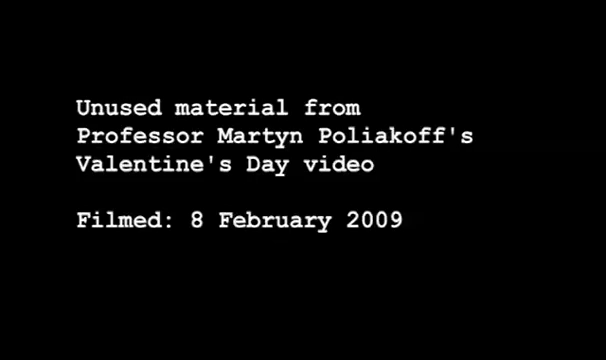 Unused material from
Professor Martyn Poliakoff's
Valentine's Day video
Filmed: 8 February 2009